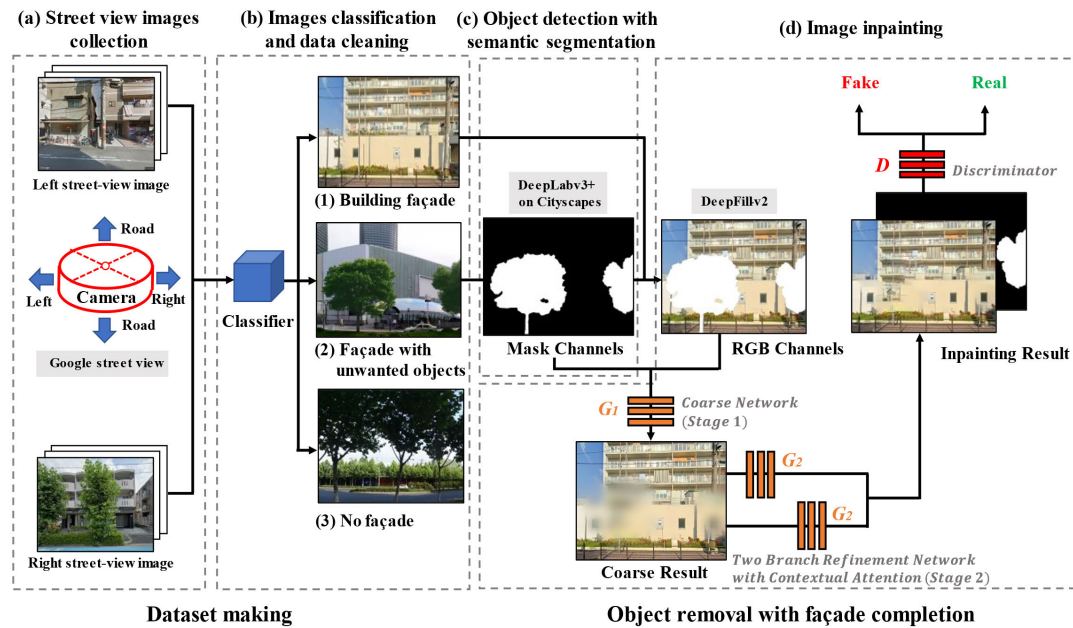 (a) Street view images
collection
(b) Images classification
and data cleaning
(c) Object detection with
semantic segmentation
(d) Image inpainting
Left street-view image
Road
Left
Right
Camera
Road
Google street view
Right street-view image
Classifier
(1) Building façade
(2) Façade with
unwanted objects
(3) No façade
DeepLabv3+
on Cityscapes
Mask Channels
DeepFill-v2
RGB Channels
Fake
Real
D
Discriminator
Inpainting Result
G1
Coarse Network
(Stage 1)
G2
G2
Coarse Result
Two Branch Refinement Network
with Contextual Attention (Stage 2)
Dataset making
Object removal with façade completion